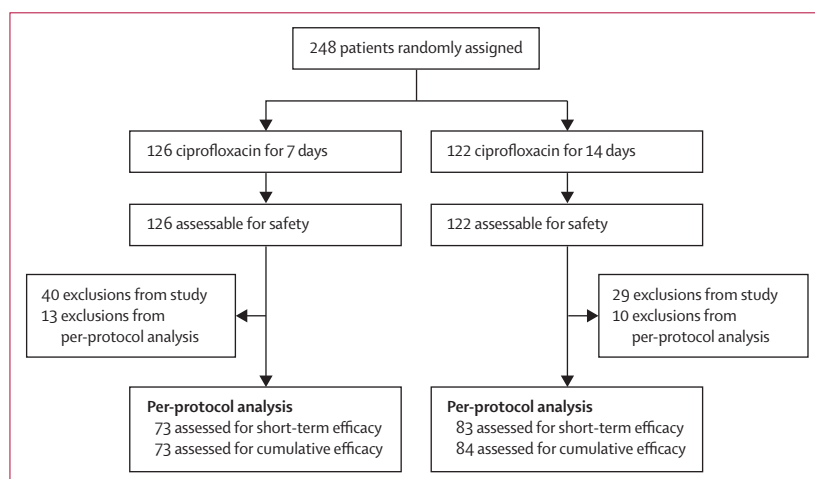 248 patients randomly assigned
126 ciprofloxacin for 7 days
122 ciprofloxacin for 14 days
126 assessable for safety
122 assessable for safety
40 exclusions from study
13 exclusions from
per-protocol analysis
29 exclusions from study
10 exclusions from
per-protocol analysis
Per-protocol analysis
73 assessed for short-term efficacy
73 assessed for cumulative efficacy
Per-protocol analysis
83 assessed for short-term efficacy
84 assessed for cumulative efficacy